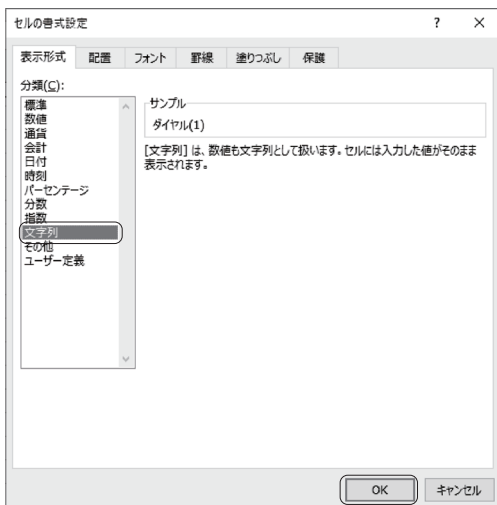 セルの書式設定 ? ×
表示形式 配置 フォント 罫線 塗りつぶし 保護
分類(C):
標準
数値
通貨
会計
日付
時刻
パーセンテージ
分数
指数
文字列
その他
ユーザー定義
サンプル
ダイヤル(1)
[文字列] は、数値も文字列として扱います。セルには入力した値がそのまま
表示されます。
OK キャンセル